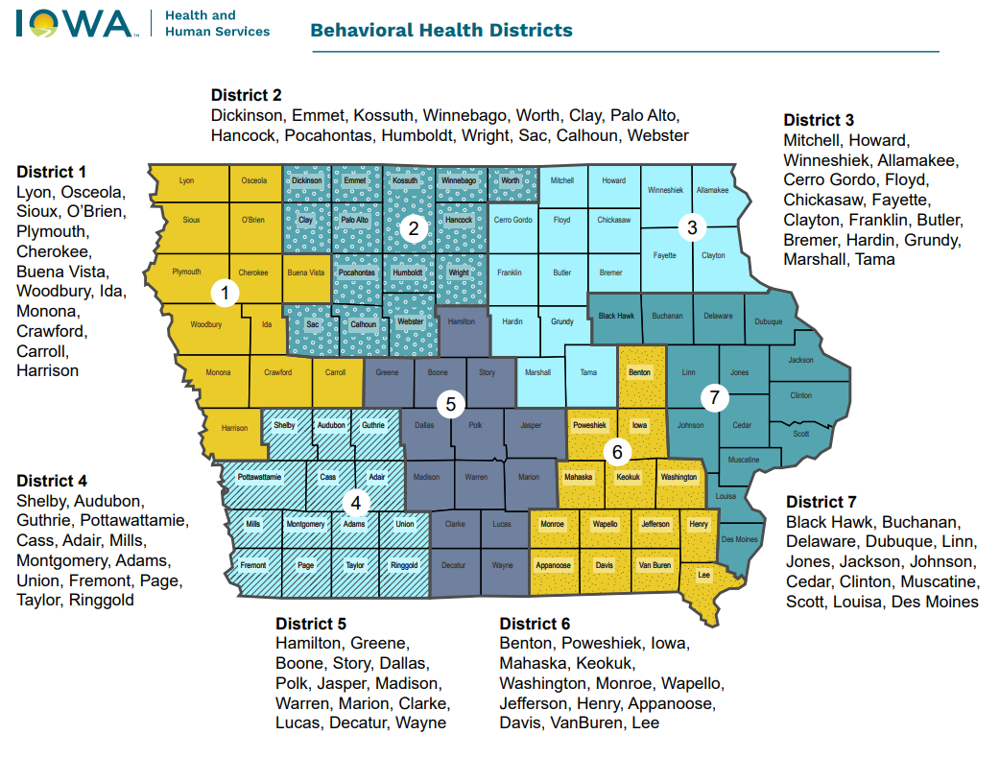 IOWA™
Health and
Human Services
Behavioral Health Districts
District 2
Dickinson, Emmet, Kossuth, Winnebago, Worth, Clay, Palo Alto,
Hancock, Pocahontas, Humboldt, Wright, Sac, Calhoun, Webster
District 3
Mitchell, Howard,
Winneshiek, Allamakee,
Cerro Gordo, Floyd,
Chickasaw, Fayette,
Clayton, Franklin, Butler,
Bremer, Hardin, Grundy,
Marshall, Tama
District 1
Lyon, Osceola,
Sioux, O’Brien,
Plymouth,
Cherokee,
Buena Vista,
Woodbury, Ida,
Monona,
Crawford,
Carroll,
Harrison
Lyon Osceola Dickinson Emmet Kossuth Winnebago Worth Mitchell Howard
Winneshiek Allamakee
Sioux O'Brien Clay Palo Alto 2 Hancock Cerro Gordo Floyd Chickasaw 3
Fayette Clayton
Plymouth Cherokee Buena Vista Pocahontas Humboldt Wright Franklin Butler Bremer
1
Woodbury Ida Sac Calhoun Webster Hamilton Hardin Grundy Black Hawk Buchanan Delaware Dubuque
Jackson
Monona Crawford Carroll Greene Boone Story Marshall Tama Benton Linn Jones
Clinton
5 7
Harrison Shelby Audubon Guthrie Dallas Polk Jasper Poweshiek Iowa Johnson Cedar
Scott
6
Muscatine
Pottawattamie Cass Adair Madison Warren Marion Mahaska Keokuk Washington
Louisa
4
Mills Montgomery Adams Union Clarke Lucas Monroe Wapello Jefferson Henry
Des Moines
Fremont Page Taylor Ringgold Decatur Wayne Appanoose Davis Van Buren
Lee
District 4
Shelby, Audubon,
Guthrie, Pottawattamie,
Cass, Adair, Mills,
Montgomery, Adams,
Union, Fremont, Page,
Taylor, Ringgold
District 7
Black Hawk, Buchanan,
Delaware, Dubuque, Linn,
Jones, Jackson, Johnson,
Cedar, Clinton, Muscatine,
Scott, Louisa, Des Moines
District 5
Hamilton, Greene,
Boone, Story, Dallas,
Polk, Jasper, Madison,
Warren, Marion, Clarke,
Lucas, Decatur, Wayne
District 6
Benton, Poweshiek, Iowa,
Mahaska, Keokuk,
Washington, Monroe, Wapello,
Jefferson, Henry, Appanoose,
Davis, VanBuren, Lee